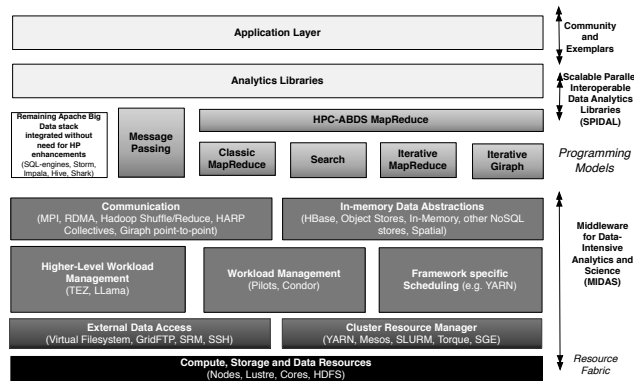 Application Layer
Community
and
Exemplars
Analytics Libraries
Scalable Paralle
Interoperable
Data Analytics
Libraries
(SPIDAL)
Remaining Apache Big
Data stack
integrated without
need for HP
enhancements
(SQL-engines, Storm,
Impala, Hive, Shark)
Message
Passing
HPC-ABDS MapReduce
Classic
MapReduce
Search
Iterative
MapReduce
Iterative
Giraph
Programming
Models
Communication
(MPI, RDMA, Hadoop Shuffle/Reduce, HARP
Collectives, Giraph point-to-point)
In-memory Data Abstractions
(HBase, Object Stores, In-Memory, other NoSQL
stores, Spatial)
Higher-Level Workload
Management
(TEZ, LLama)
Workload Management
(Pilots, Condor)
Framework specific
Scheduling (e.g. YARN)
Middleware for
Data-
Intensive
Analytics and
Science
(MIDAS)
External Data Access
(Virtual Filesystem, GridFTP, SRM, SSH)
Cluster Resource Manager
(YARN, Mesos, SLURM, Torque, SGE)
Compute, Storage and Data Resources
(Nodes, Lustre, Cores, HDFS)
Resource
Fabric